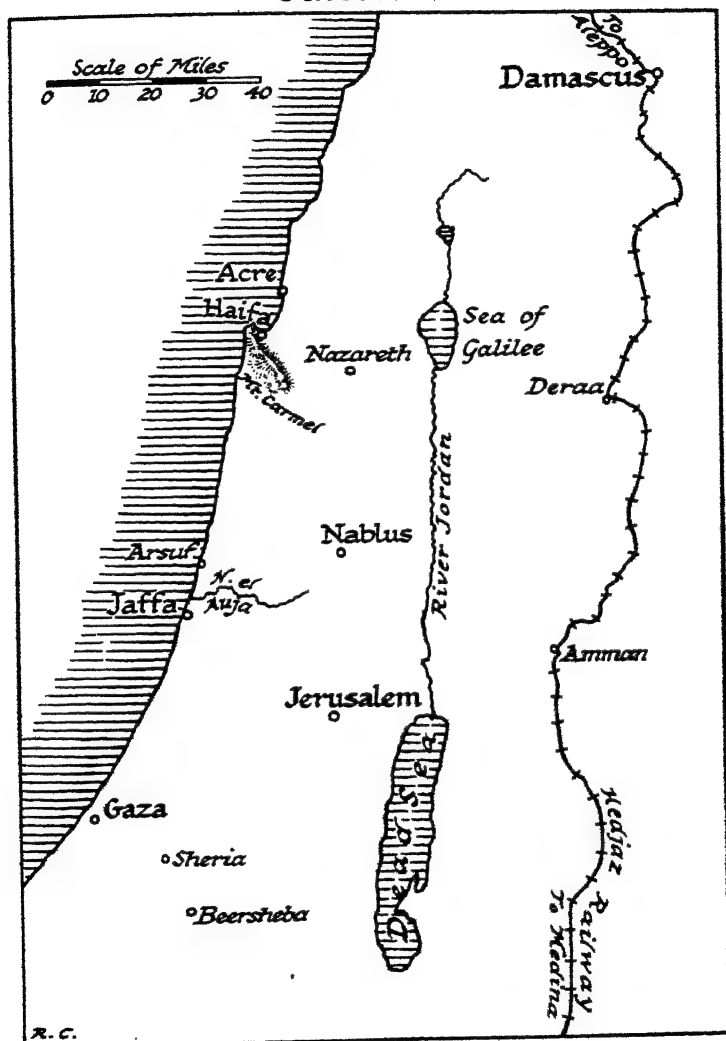 To
Aleppo
Scale of Miles
0 10 20 30 40
Damascus
Acre
Haifa
Sea of
Galilee
Nazareth
Mt. Carmel
Deraa
River Jordan
Nablus
Arsuf
N. er
Auja
Jaffa
Amman
Jerusalem
Dead Sea
Gaza
Hedjaz
Railway
Sheria
To Medina
Beersheba
R. C.